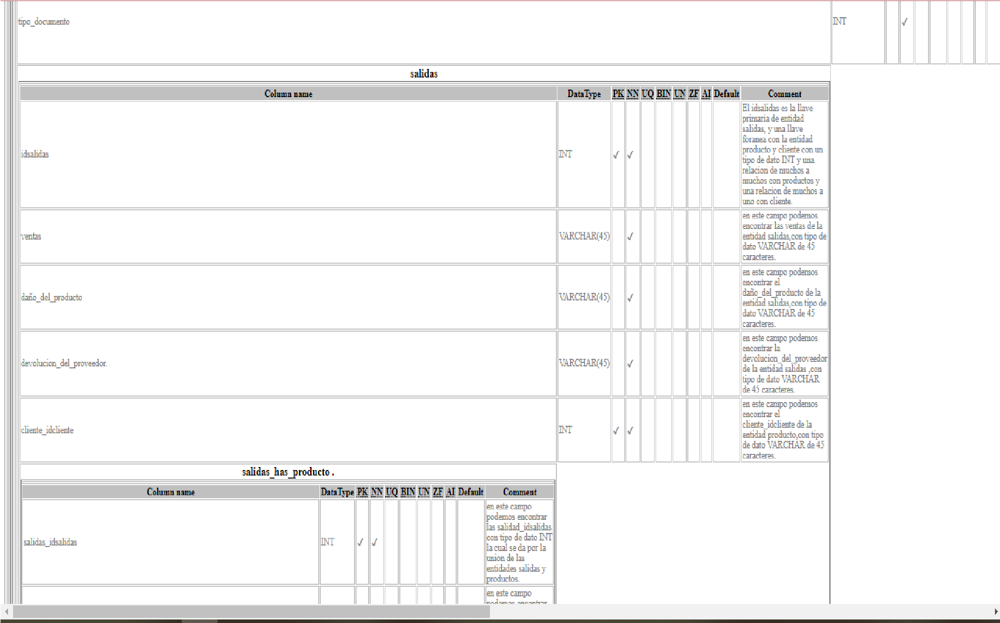 tipo_documento INT ✓
salidas
Column name DataType PK NN UQ BIN UN ZF AI Default Comment
idsalidas INT ✓ ✓
El idsalidas es la llave
primaria de entidad
salidas, y una llave
foranea con la entidad
producto y cliente con un
tipo de dato INT y una
relacion de muchos a
muchos con productos y
una relacion de muchos a
uno con cliente.
ventas VARCHAR(45) ✓
en este campo podemos
encontrar las ventas de la
entidad salidas,con tipo de
dato VARCHAR de 45
caracteres.
daño_del_producto VARCHAR(45) ✓
en este campo podemos
encontrar el
daño_del_producto de la
entidad salidas,con tipo de
dato VARCHAR de 45
caracteres.
devolucion_del_proveedor. VARCHAR(45) ✓
en este campo podemos
encontrar la
devolucion_del_proveedor
de la entidad salidas ,con
tipo de dato VARCHAR
de 45 caracteres.
cliente_idcliente INT ✓ ✓
en este campo podemos
encontrar el
cliente_idcliente de la
entidad producto,con tipo
de dato VARCHAR de 45
caracteres.
salidas_has_producto .
Column name DataType PK NN UQ BIN UN ZF AI Default Comment
salidas_idsalidas INT ✓ ✓
en este campo
podemos encontrar
las salidad_idsalidas
con tipo de dato INT
la cual se da por la
union de las
entidades salidas y
productos.
en este campo
podemos encontrar